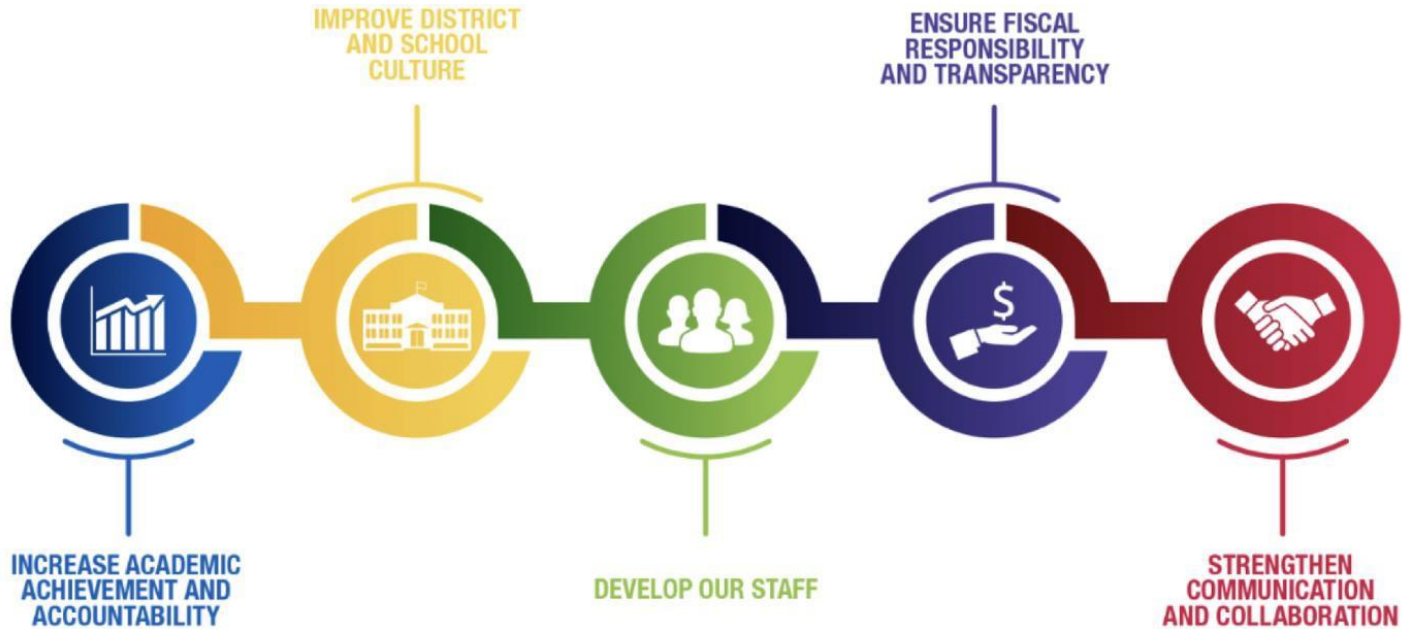 IMPROVE DISTRICT
AND SCHOOL
CULTURE
ENSURE FISCAL
RESPONSIBILITY
AND TRANSPARENCY
$
INCREASE ACADEMIC
ACHIEVEMENT AND
ACCOUNTABILITY
DEVELOP OUR STAFF
STRENGTHEN
COMMUNICATION
AND COLLABORATION